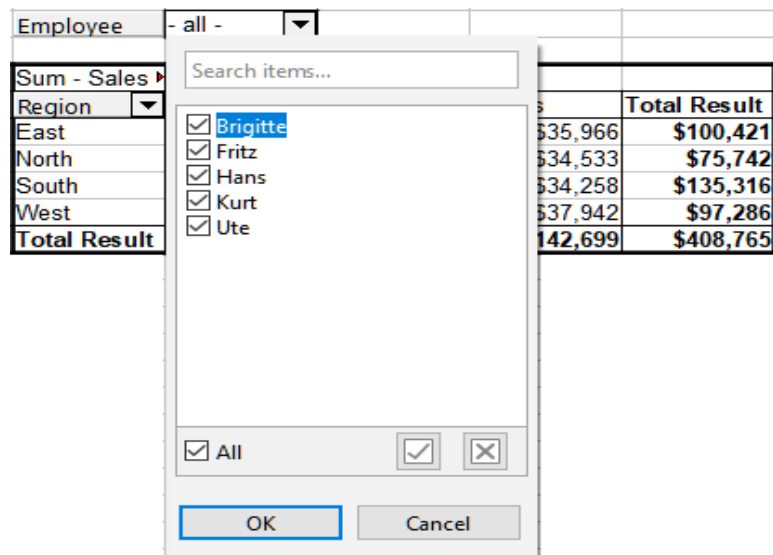 Employee - all -
Search items...
Sum - Sales
Region Total Result
Brigitte
Fritz
Hans
Kurt
Ute
East $35,966 $100,421
North $34,533 $75,742
South $34,258 $135,316
West $37,942 $97,286
Total Result 142,699 $408,765
All
OK Cancel